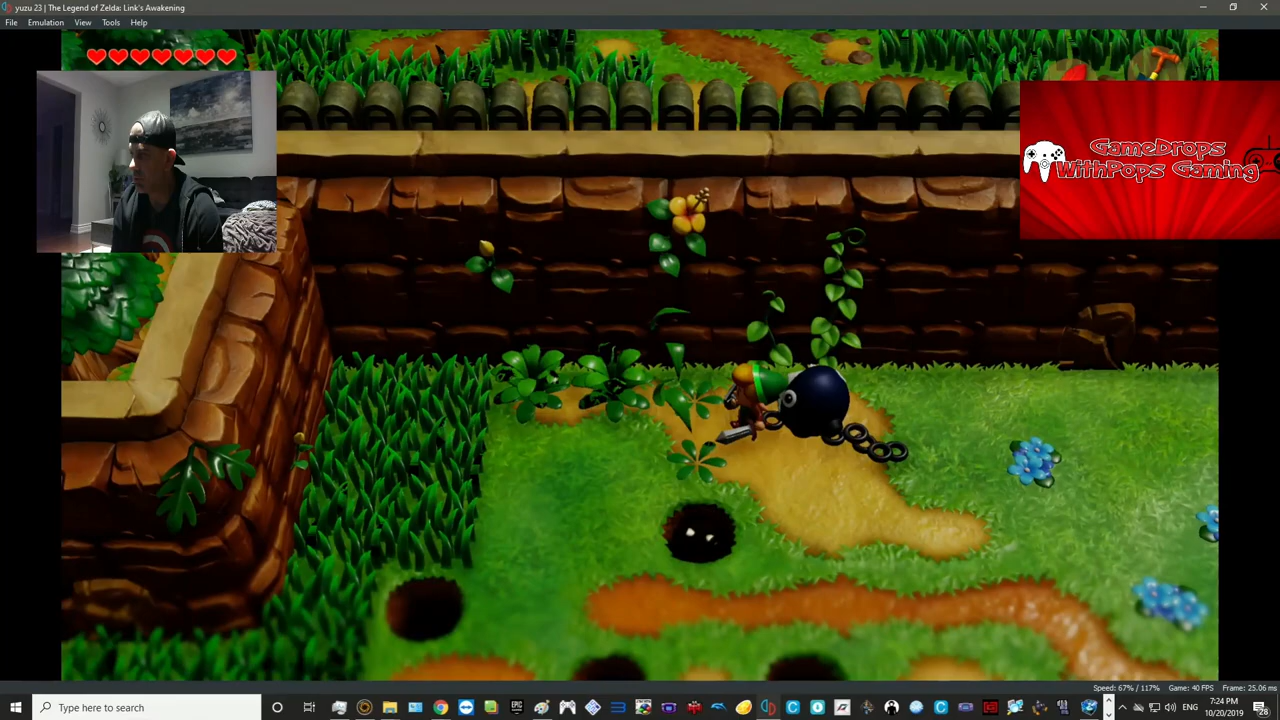 yuzu 23 | The Legend of Zelda: Link's Awakening
File Emulation View Tools Help
GameDrops
WithPops Gaming
Speed: 67% / 117% Game: 40 FPS Frame: 25.06 ms
Type here to search
EPIC
ENG
7:24 PM
10/20/2019